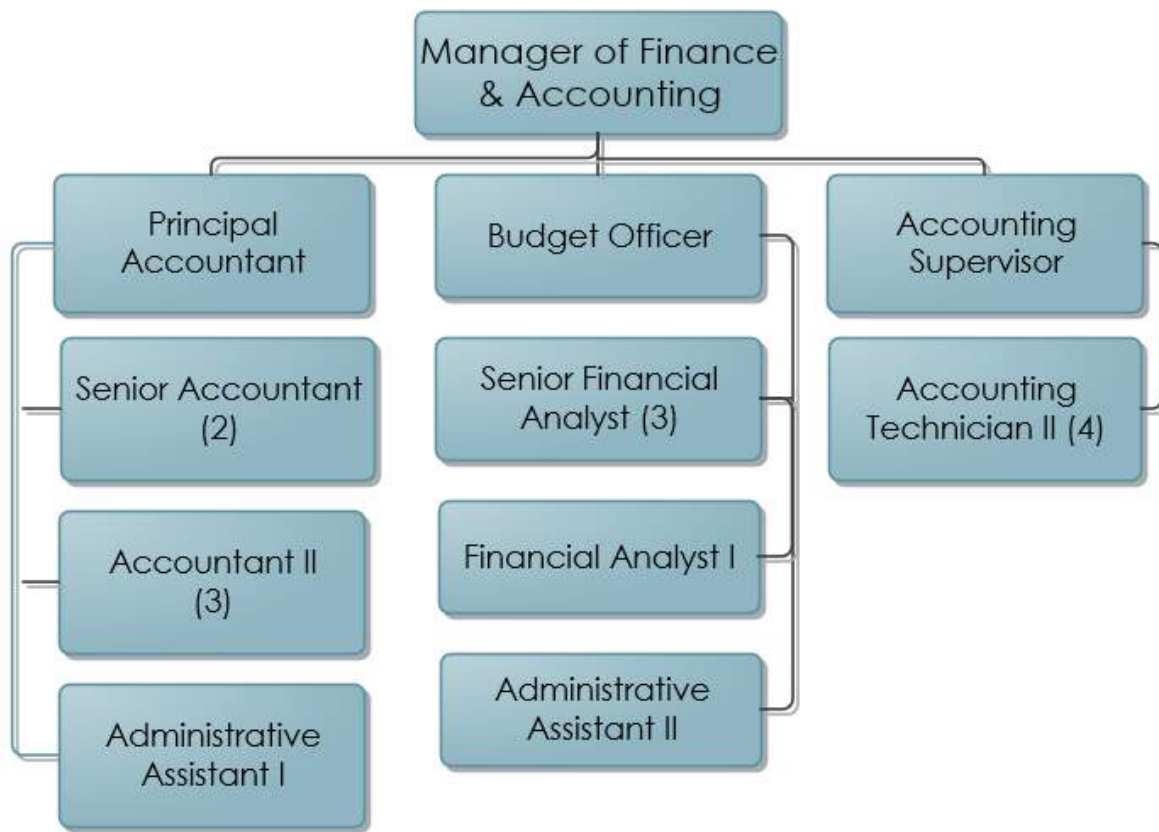 Manager of Finance
& Accounting
Principal
Accountant
Budget Officer
Accounting
Supervisor
Senior Accountant
(2)
Senior Financial
Analyst (3)
Accounting
Technician II (4)
Accountant II
(3)
Financial Analyst I
Administrative
Assistant I
Administrative
Assistant II